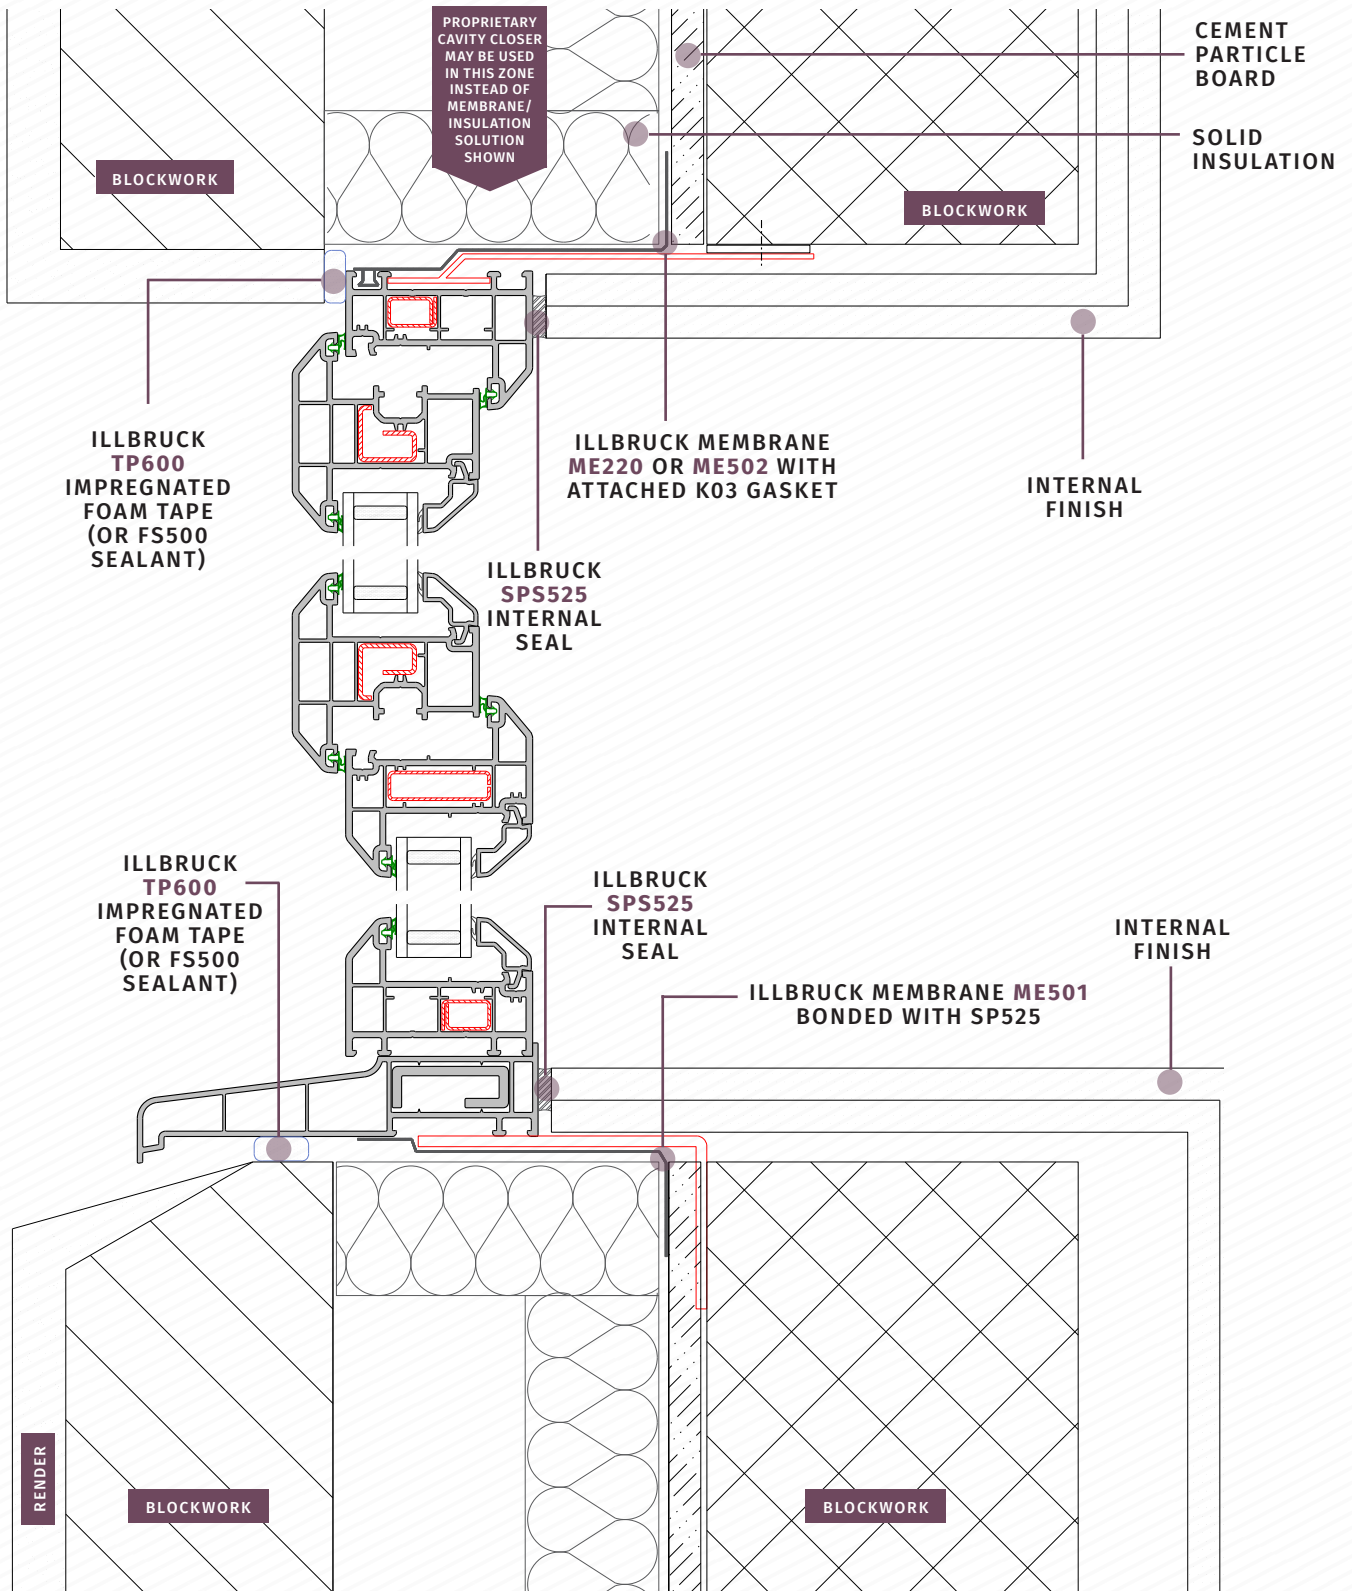 PROPRIETARY
CAVITY CLOSER
MAY BE USED
IN THIS ZONE
INSTEAD OF
MEMBRANE/
INSULATION
SOLUTION
SHOWN
CEMENT
PARTICLE
BOARD
SOLID
INSULATION
BLOCKWORK
BLOCKWORK
ILLBRUCK
TP600
IMPREGNATED
FOAM TAPE
(OR FS500
SEALANT)
ILLBRUCK MEMBRANE
ME220 OR ME502 WITH
ATTACHED K03 GASKET
INTERNAL
FINISH
ILLBRUCK
SPS525
INTERNAL
SEAL
ILLBRUCK
TP600
IMPREGNATED
FOAM TAPE
(OR FS500
SEALANT)
ILLBRUCK
SPS525
INTERNAL
SEAL
INTERNAL
FINISH
ILLBRUCK MEMBRANE ME501
BONDED WITH SP525
RENDER
BLOCKWORK
BLOCKWORK